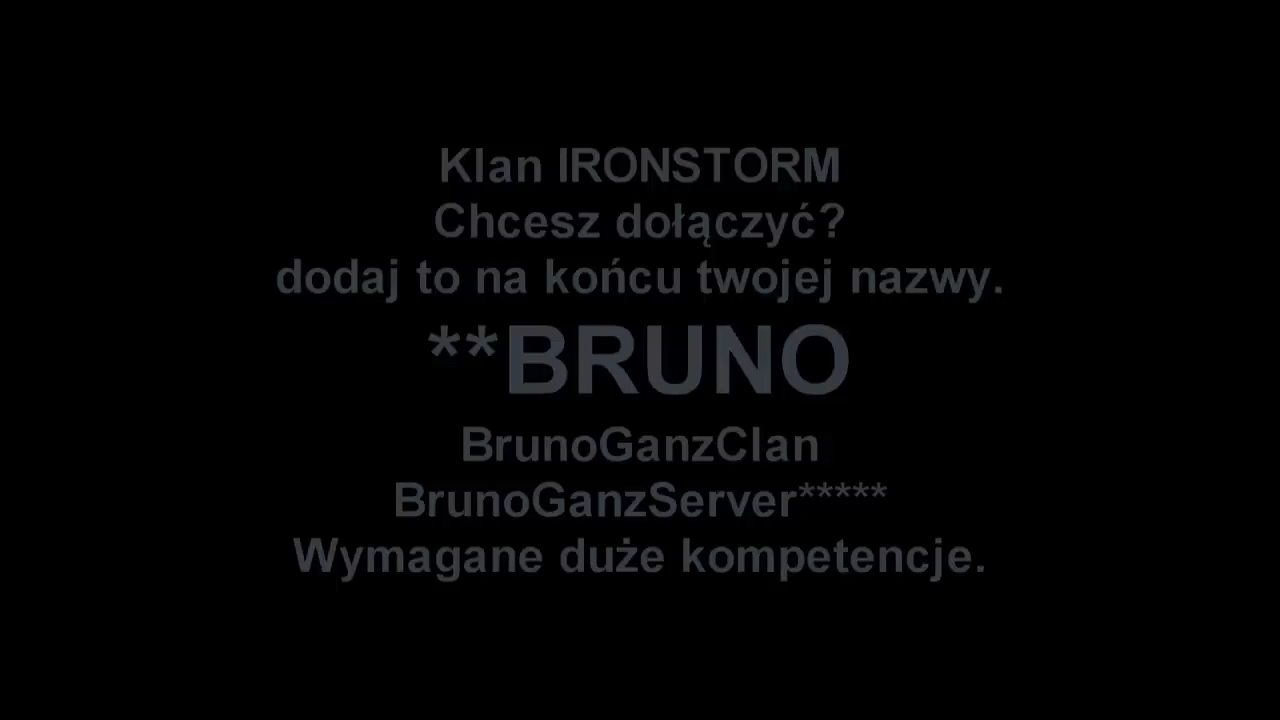 Klan IRONSTORM
Chcesz dołączyć?
dodaj to na końcu twojej nazwy.
**BRUNO
BrunoGanzClan
BrunoGanzServer*****
Wymagane duże kompetencje.